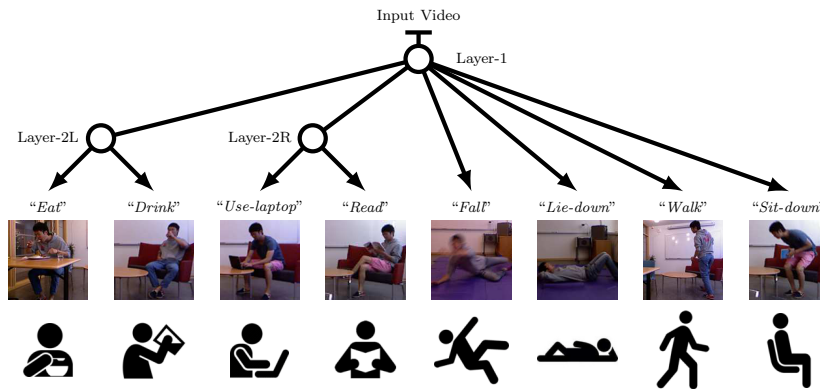 Input Video
Layer-1
Layer-2L
Layer-2R
“Eat”
“Drink”
“Use-laptop”
“Read”
“Fall”
“Lie-down”
“Walk”
“Sit-down”